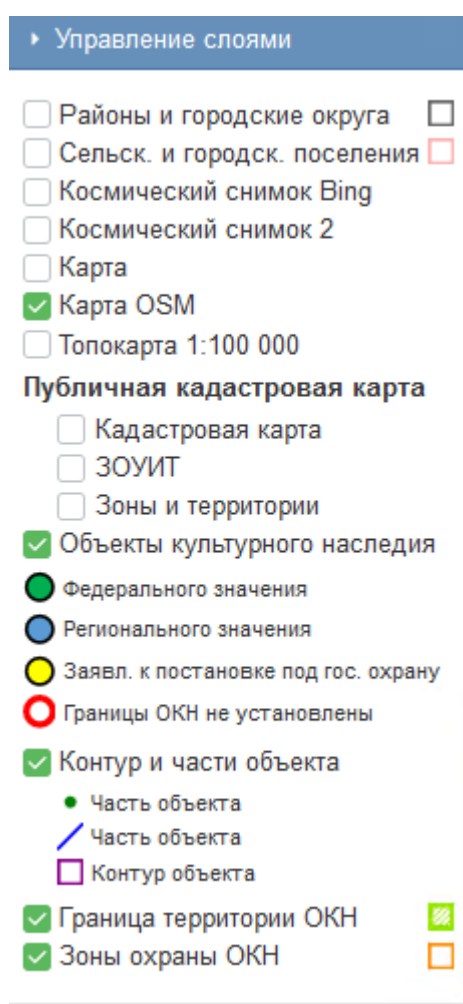 Управление слоями
Районы и городские округа
Сельск. и городск. поселения
Космический снимок Bing
Космический снимок 2
Карта
Карта OSM
Топокарта 1:100 000
Публичная кадастровая карта
Кадастровая карта
ЗОУИТ
Зоны и территории
Объекты культурного наследия
Федерального значения
Регионального значения
Заявл. к постановке под гос. охрану
Границы ОКН не установлены
Контур и части объекта
Часть объекта
Часть объекта
Контур объекта
Граница территории ОКН
Зоны охраны ОКН